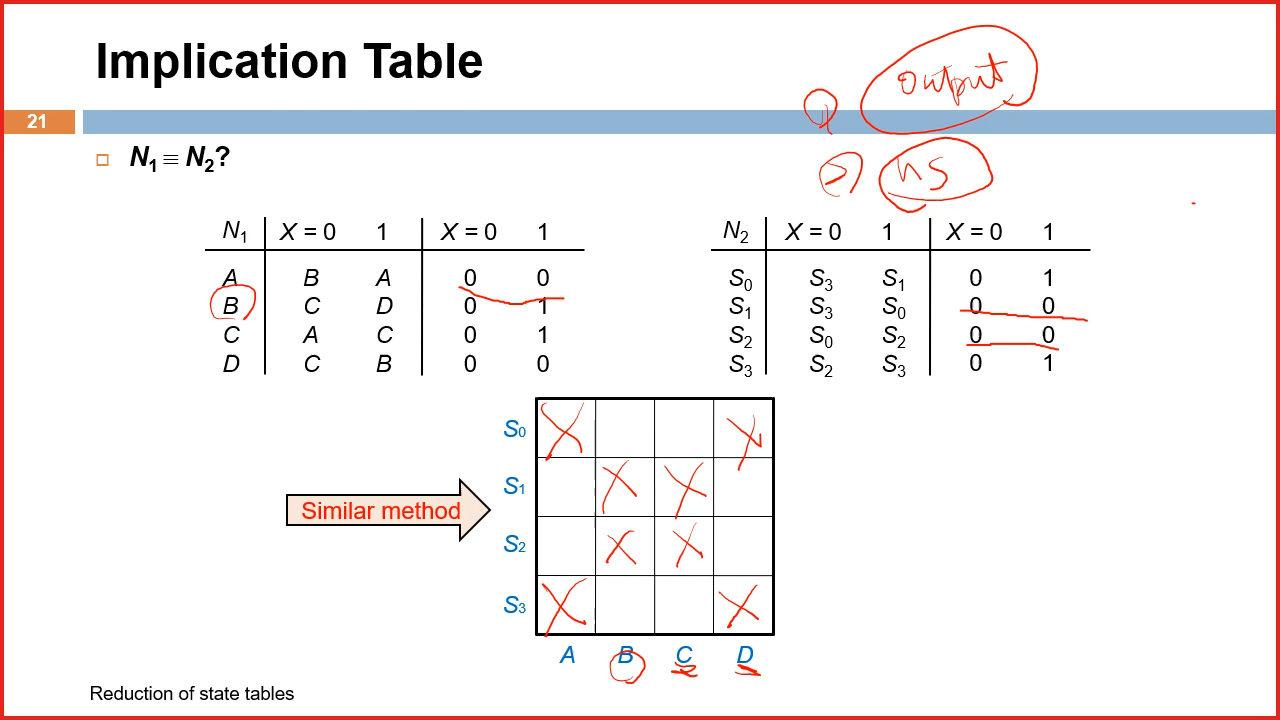 Implication Table
① output
21
② ns
N1 ≡ N2?
N1 X = 0 1 X = 0 1
A B A 0 0
B C D 0 1
C A C 0 1
D C B 0 0
N2 X = 0 1 X = 0 1
S0 S3 S1 0 1
S1 S3 S0 0 0
S2 S0 S2 0 0
S3 S2 S3 0 1
S0 X X
S1 X X
Similar method
S2 X X
S3 X X
A B C D
Reduction of state tables